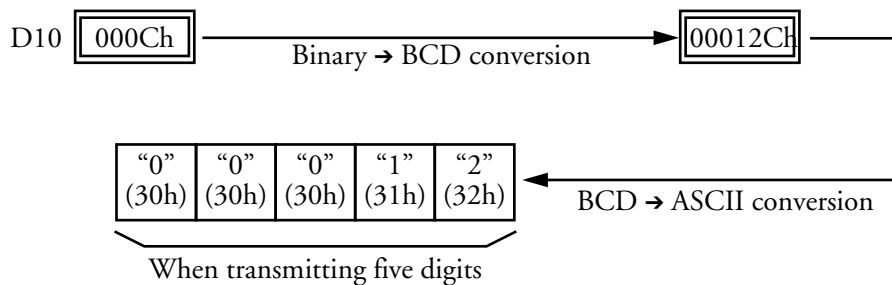 D10 000Ch 00012Ch
Binary → BCD conversion
“0” “0” “0” “1” “2”
(30h) (30h) (30h) (31h) (32h)
BCD → ASCII conversion
When transmitting five digits